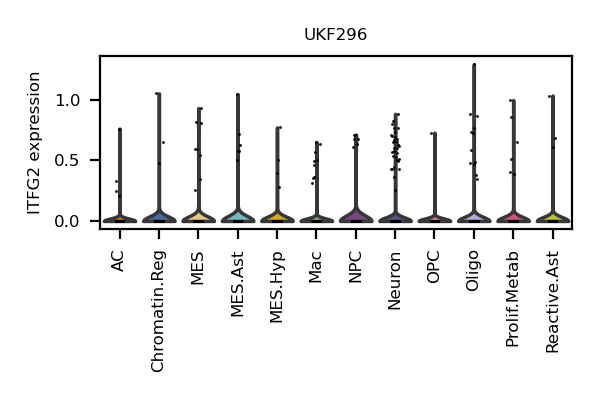 UKF296
ITFG2 expression
1.0
0.5
0.0
AC
Chromatin.Reg
MES
MES.Ast
MES.Hyp
Mac
NPC
Neuron
OPC
Oligo
Prolif.Metab
Reactive.Ast